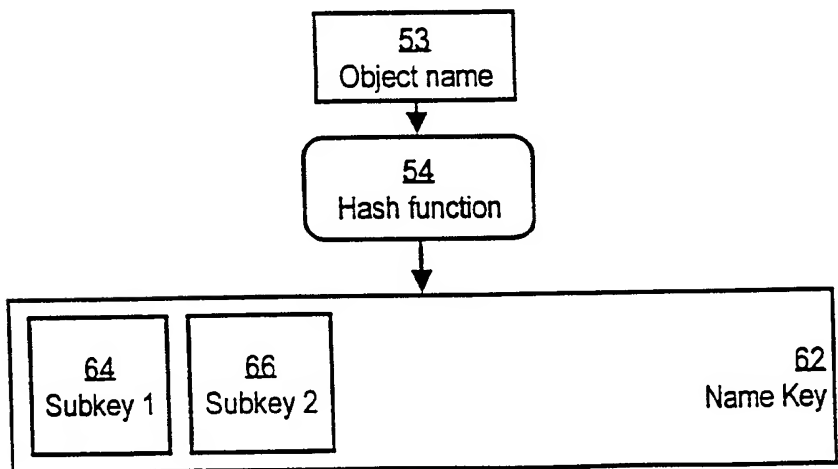 53
Object name
54
Hash function
64
Subkey 1
66
Subkey 2
62
Name Key